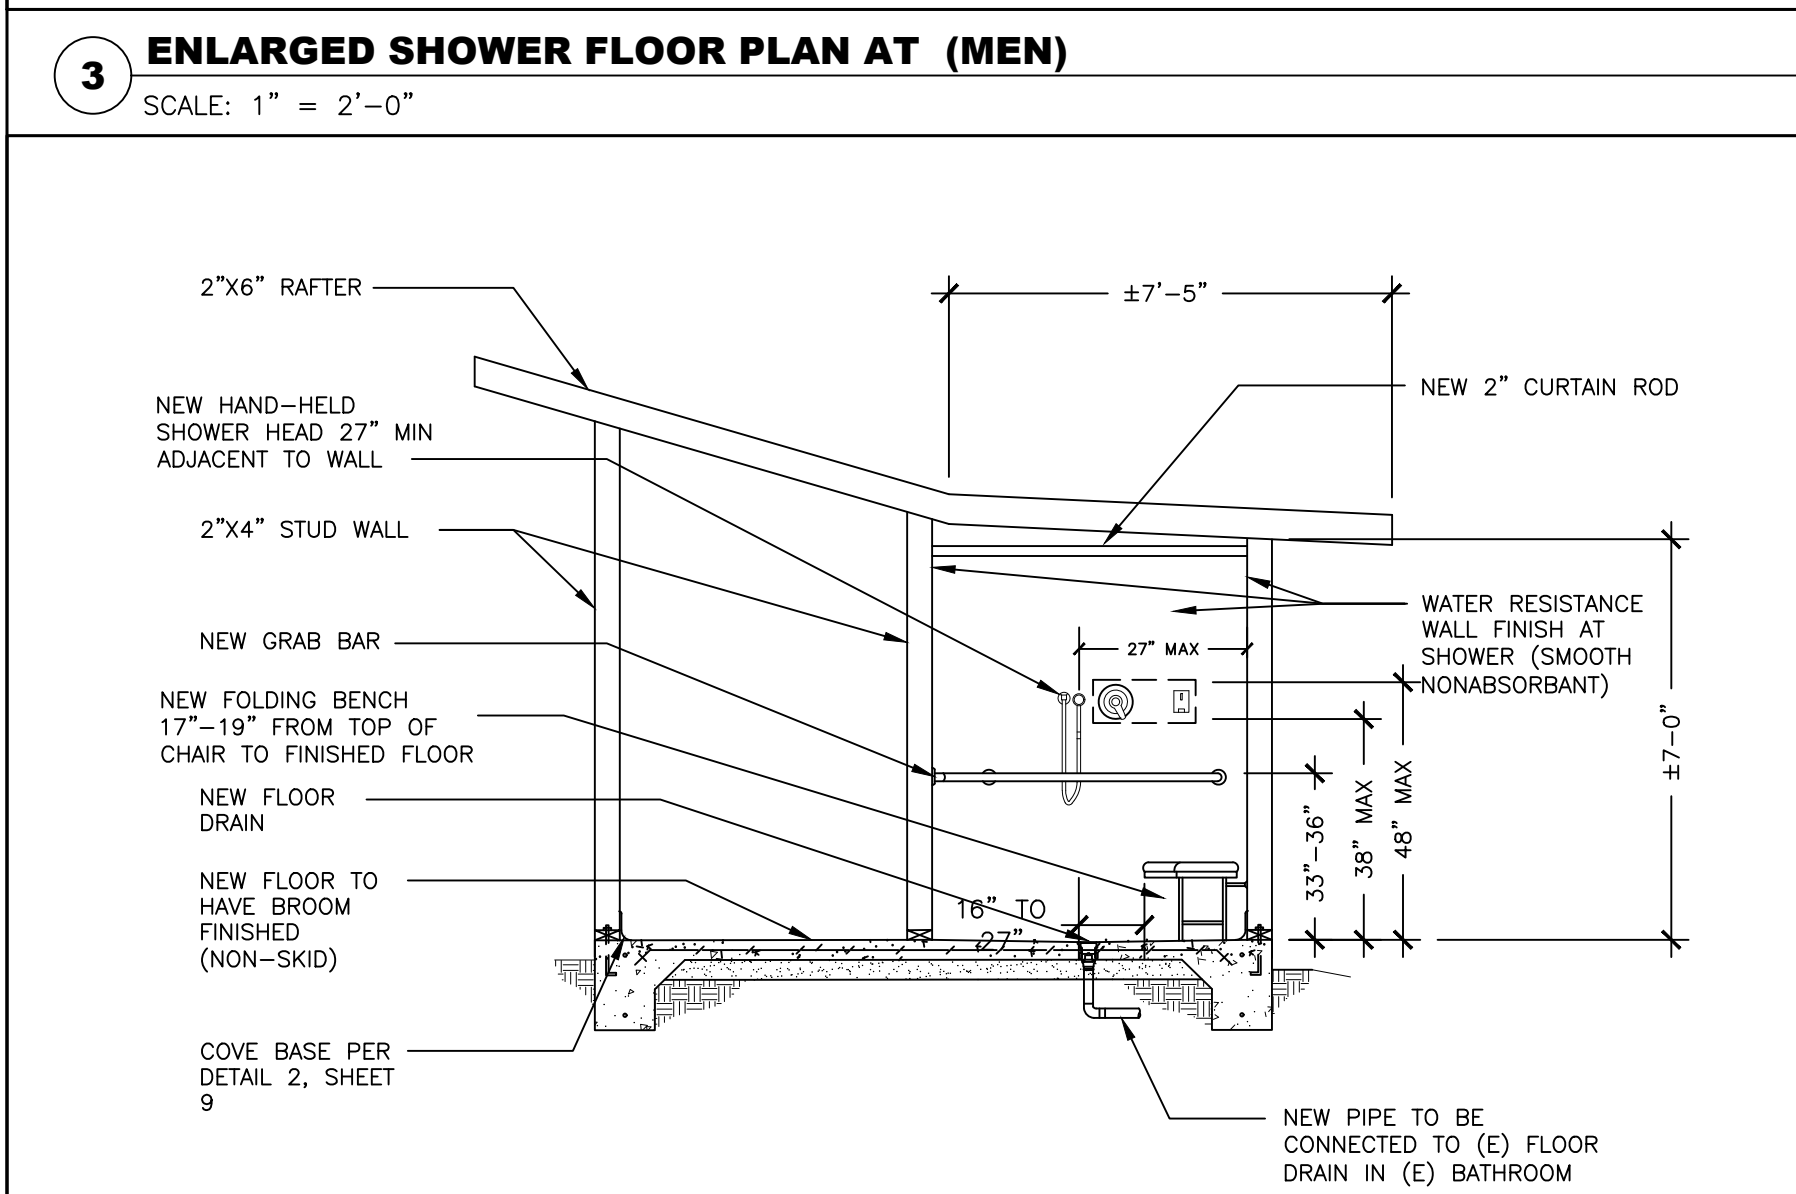 3
ENLARGED SHOWER FLOOR PLAN AT (MEN)
SCALE: 1" = 2'-0"
2"X6" RAFTER
±7'-5"
NEW HAND-HELD
SHOWER HEAD 27" MIN
ADJACENT TO WALL
NEW 2" CURTAIN ROD
2"X4" STUD WALL
WATER RESISTANCE
WALL FINISH AT
SHOWER (SMOOTH
NONABSORBANT)
NEW GRAB BAR
27" MAX
NEW FOLDING BENCH
17"-19" FROM TOP OF
CHAIR TO FINISHED FLOOR
±7-0"
48" MAX
38" MAX
33"-36"
NEW FLOOR
DRAIN
NEW FLOOR TO
HAVE BROOM
FINISHED
(NON-SKID)
16" TO
27"
COVE BASE PER
DETAIL 2, SHEET
9
NEW PIPE TO BE
CONNECTED TO (E) FLOOR
DRAIN IN (E) BATHROOM